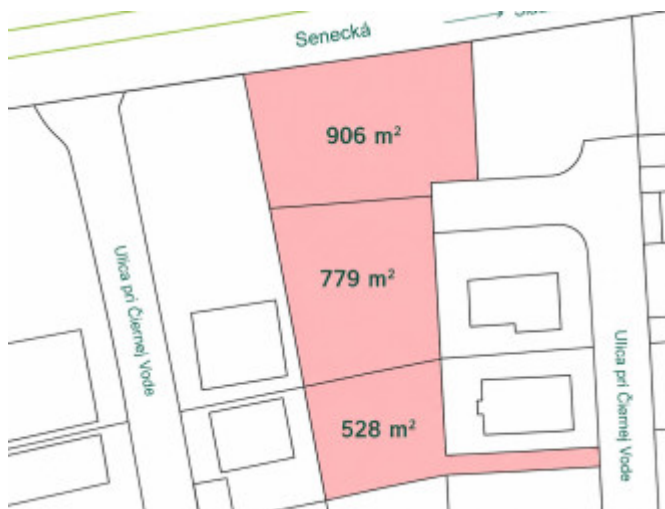 Senecká
906 m²
779 m²
528 m²
Ulica pri Čiernej Vode
Ulica pri Čiernej Vode